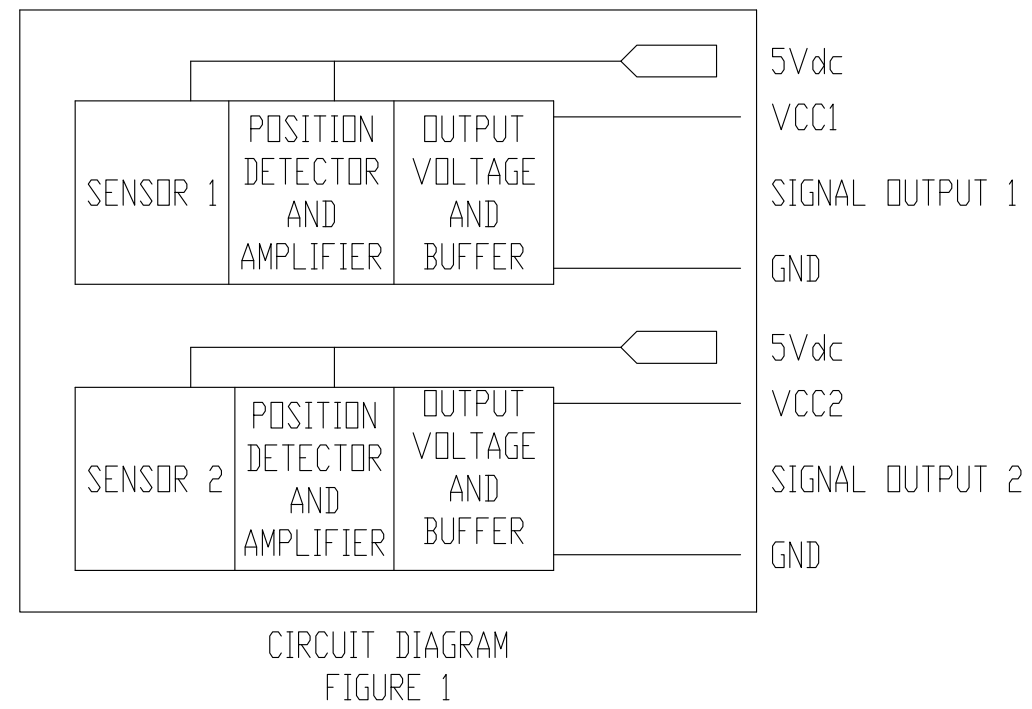 5Vdc
VCC1
SENSOR 1
POSITION
DETECTOR
AND
AMPLIFIER
OUTPUT
VOLTAGE
AND
BUFFER
SIGNAL OUTPUT 1
GND
5Vdc
VCC2
SENSOR 2
POSITION
DETECTOR
AND
AMPLIFIER
OUTPUT
VOLTAGE
AND
BUFFER
SIGNAL OUTPUT 2
GND
CIRCUIT DIAGRAM
FIGURE 1